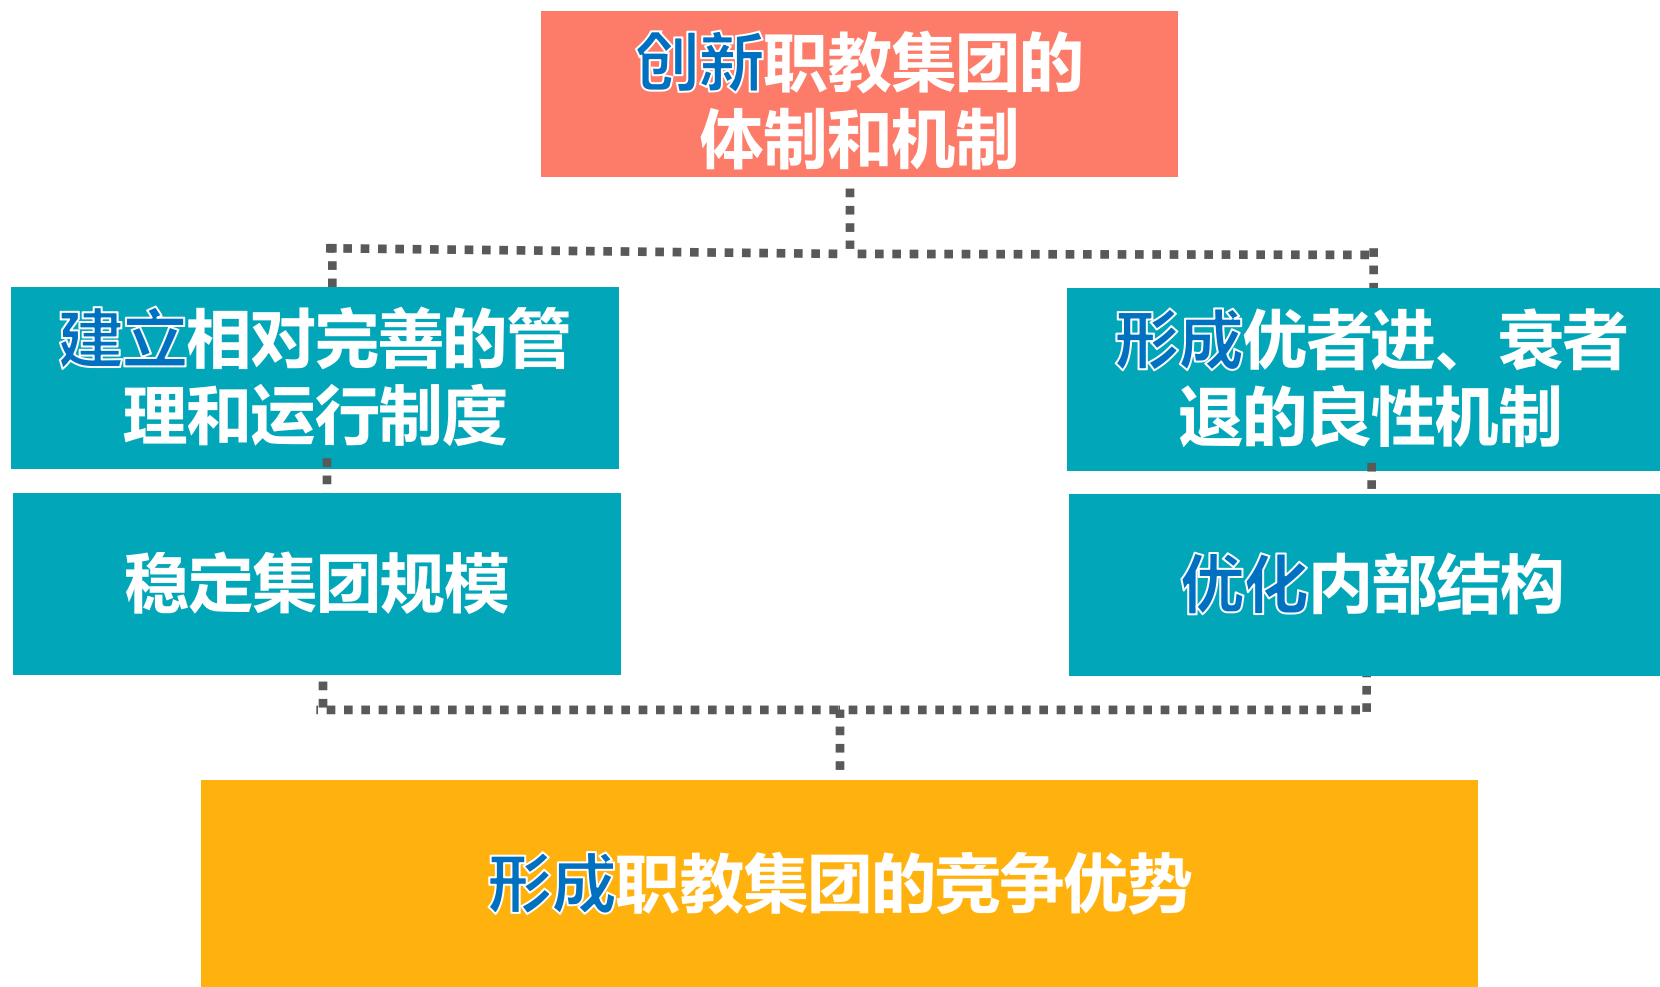 创新职教集团的
体制和机制
建立相对完善的管
理和运行制度
形成优者进、衰者
退的良性机制
稳定集团规模
优化内部结构
形成职教集团的竞争优势